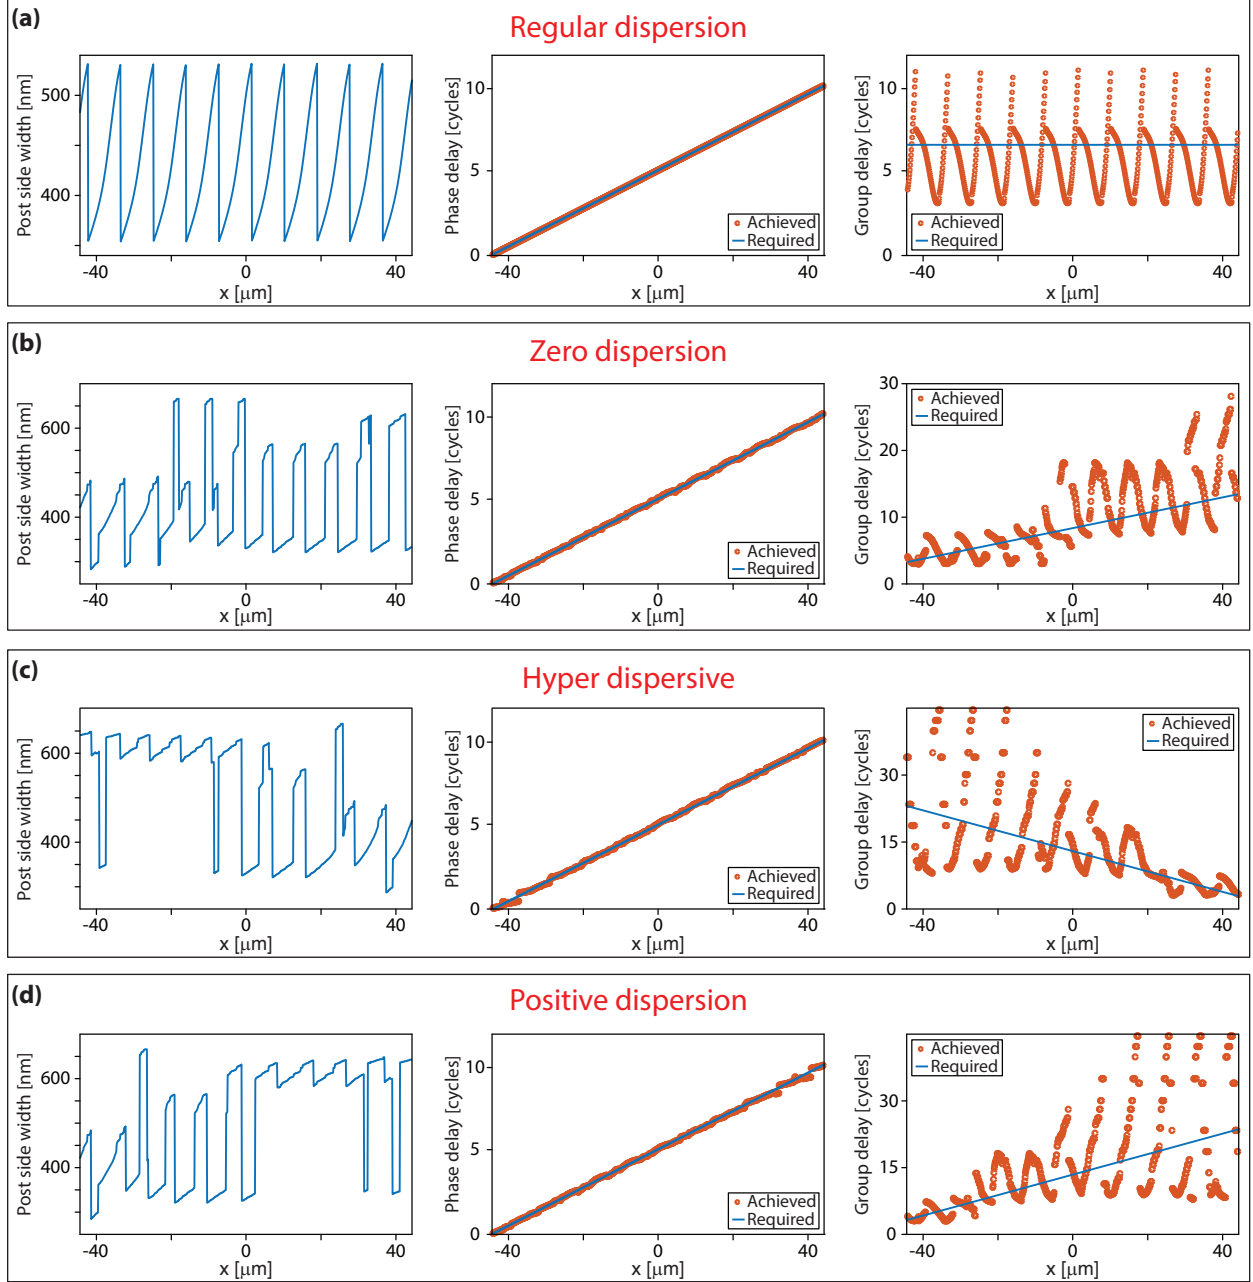 (a)
Regular dispersion
Post side width [nm]
500
400
-40
0
40
x [μm]
Phase delay [cycles]
10
5
0
-40
0
40
x [μm]
Achieved
Required
Group delay [cycles]
10
5
0
-40
0
40
x [μm]
Achieved
Required
(b)
Zero dispersion
Post side width [nm]
600
400
-40
0
40
x [μm]
Phase delay [cycles]
10
5
0
-40
0
40
x [μm]
Achieved
Required
Group delay [cycles]
30
20
10
0
-40
0
40
x [μm]
Achieved
Required
(c)
Hyper dispersive
Post side width [nm]
600
400
-40
0
40
x [μm]
Phase delay [cycles]
10
5
0
-40
0
40
x [μm]
Achieved
Required
Group delay [cycles]
30
15
0
-40
0
40
x [μm]
Achieved
Required
(d)
Positive dispersion
Post side width [nm]
600
400
-40
0
40
x [μm]
Phase delay [cycles]
10
5
0
-40
0
40
x [μm]
Achieved
Required
Group delay [cycles]
30
15
0
-40
0
40
x [μm]
Achieved
Required